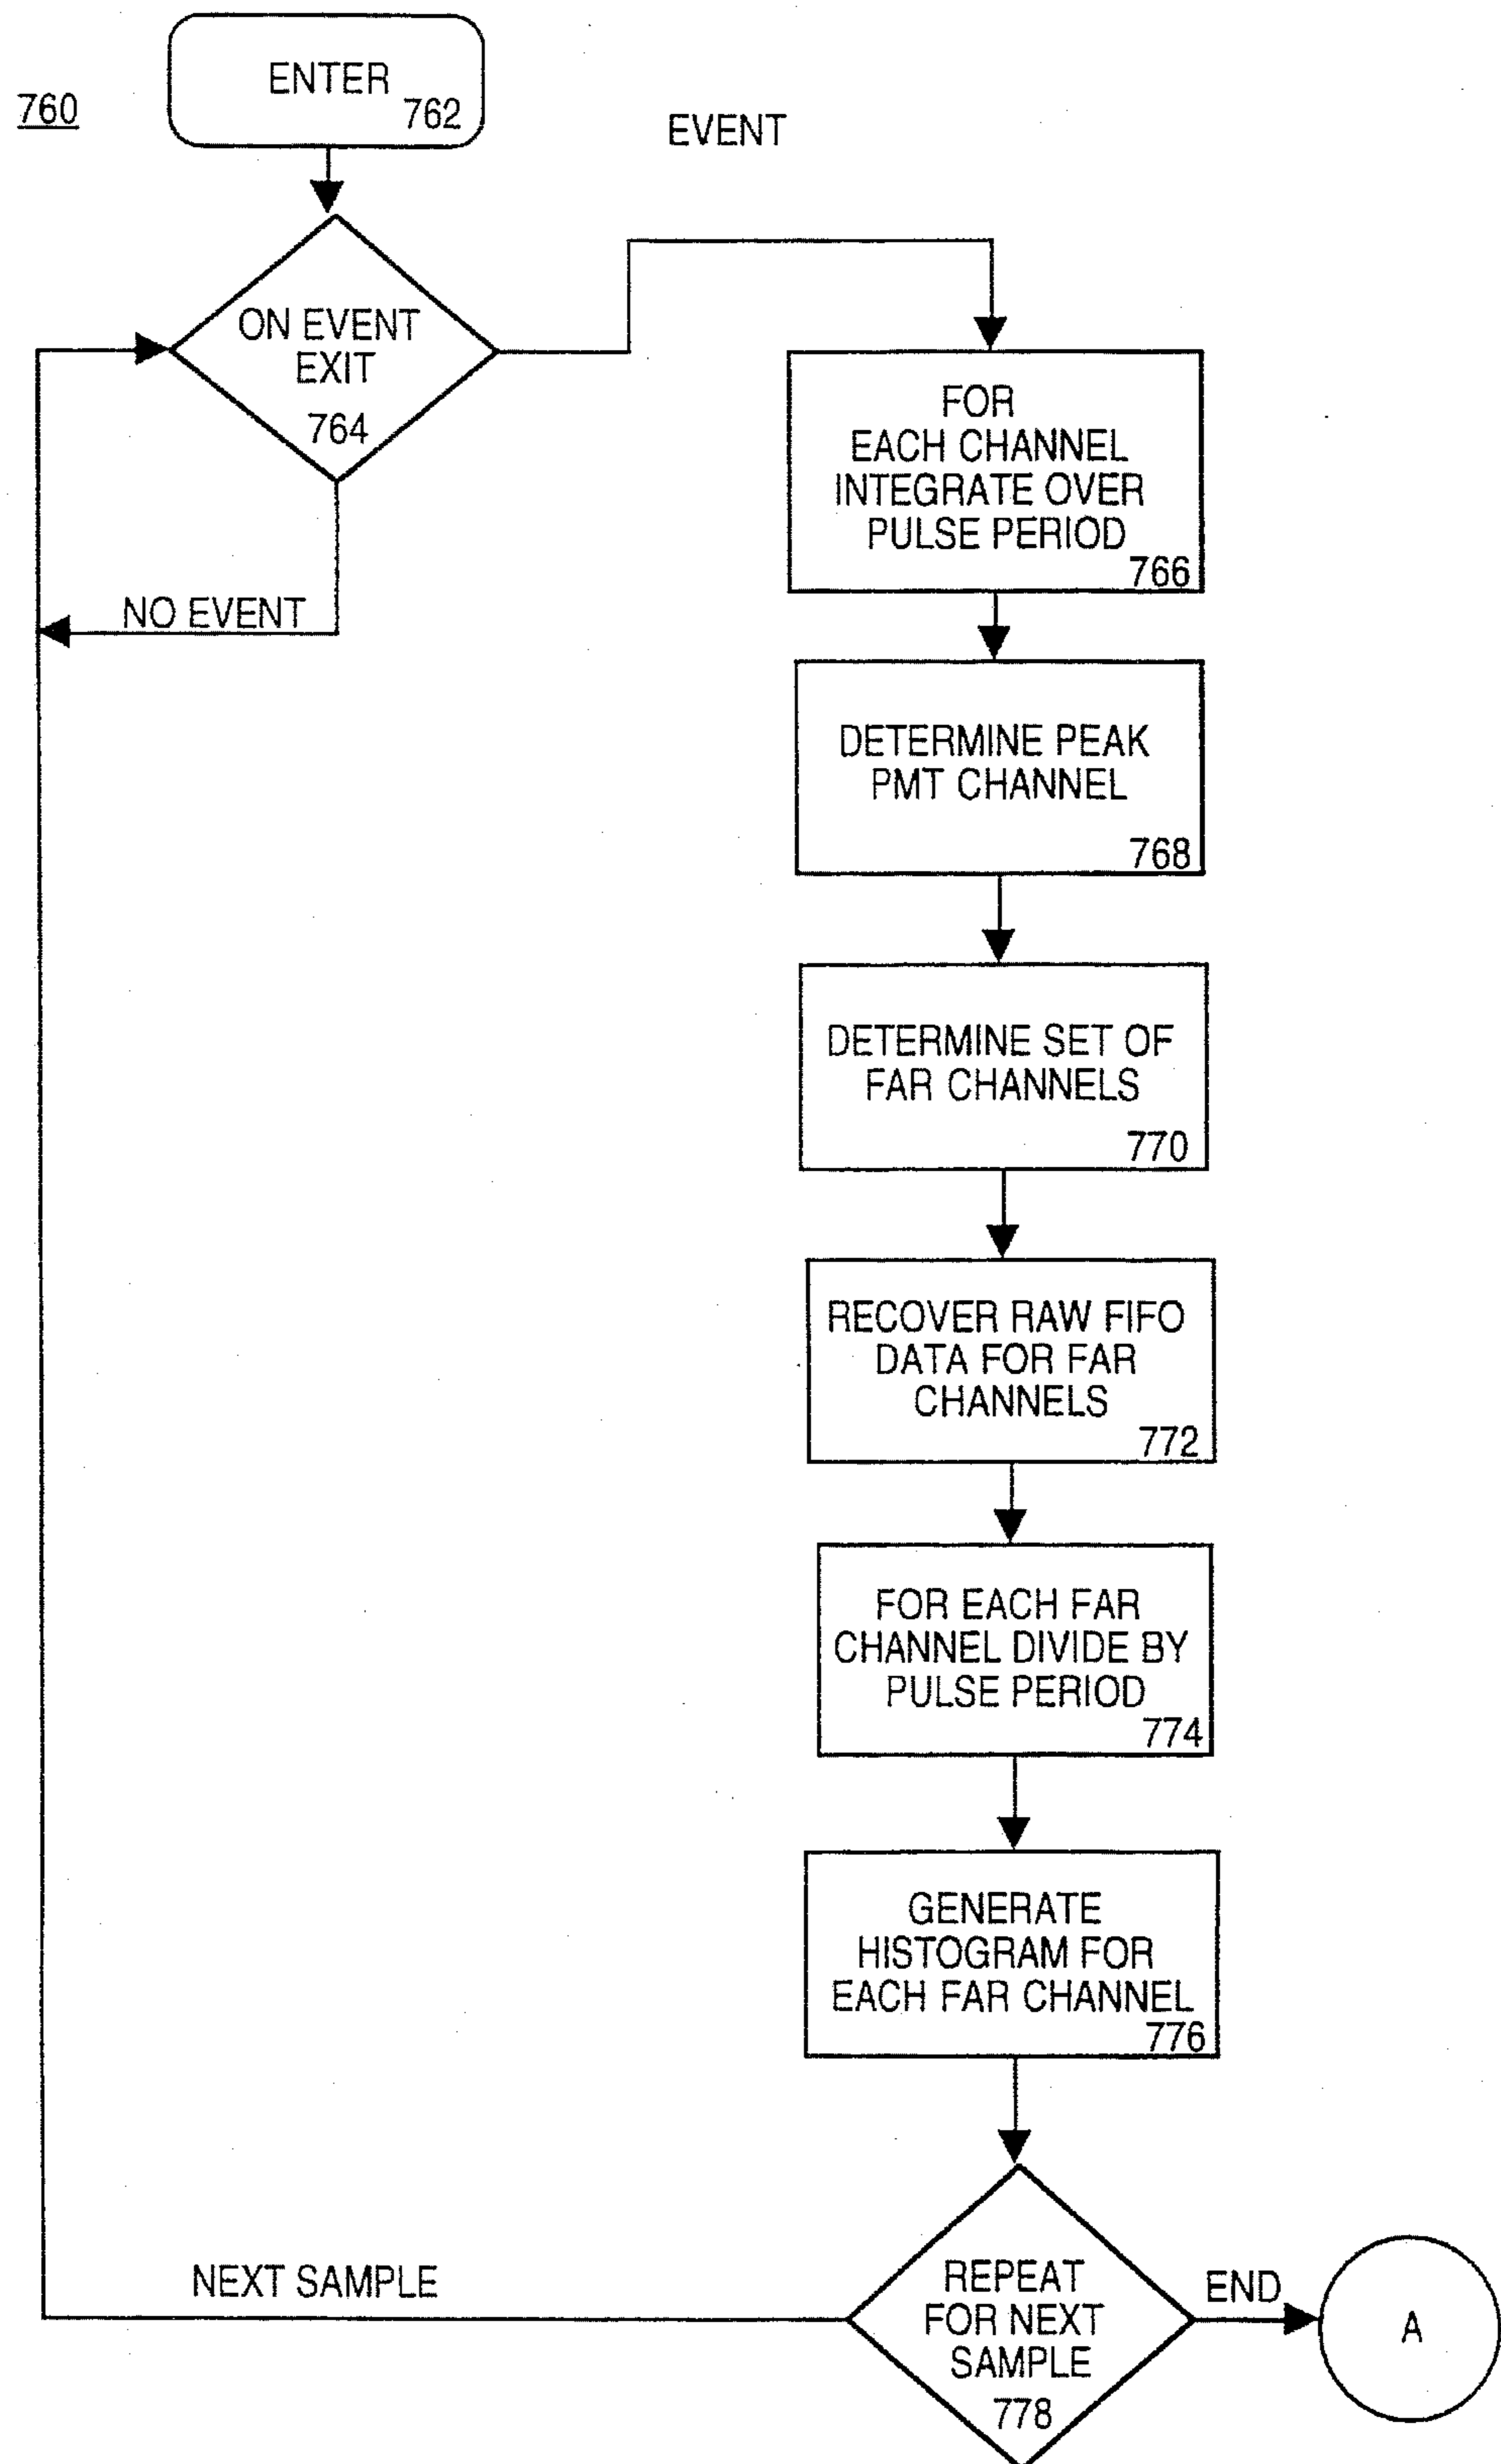 760
ENTER
762
EVENT
ON EVENT
EXIT
764
NO EVENT
FOR
EACH CHANNEL
INTEGRATE OVER
PULSE PERIOD
766
DETERMINE PEAK
PMT CHANNEL
768
DETERMINE SET OF
FAR CHANNELS
770
RECOVER RAW FIFO
DATA FOR FAR
CHANNELS
772
FOR EACH FAR
CHANNEL DIVIDE BY
PULSE PERIOD
774
GENERATE
HISTOGRAM FOR
EACH FAR CHANNEL
776
NEXT SAMPLE
REPEAT
FOR NEXT
SAMPLE
778
END
A